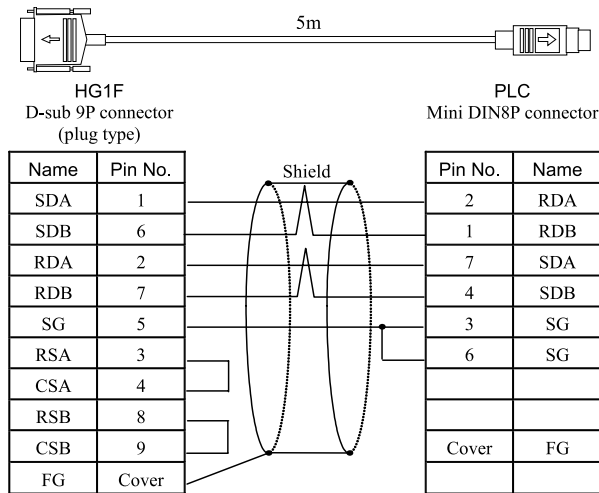 5m
HG1F
D-sub 9P connector
(plug type)
PLC
Mini DIN8P connector
Name Pin No. Shield Pin No. Name
SDA 1 2 RDA
SDB 6 1 RDB
RDA 2 7 SDA
RDB 7 4 SDB
SG 5 3 SG
RSA 3 6 SG
CSA 4
RSB 8
CSB 9 Cover FG
FG Cover